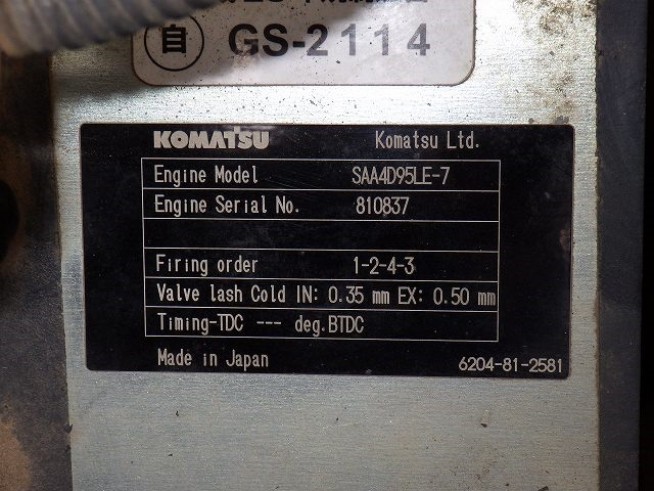 自 GS-2114
KOMATSU Komatsu Ltd.
Engine Model SAA4D95LE-7
Engine Serial No. 810837
Firing order 1-2-4-3
Valve lash Cold IN: 0.35 mm EX: 0.50 mm
Timing-TDC --- deg.BTDC
Made in Japan 6204-81-2581